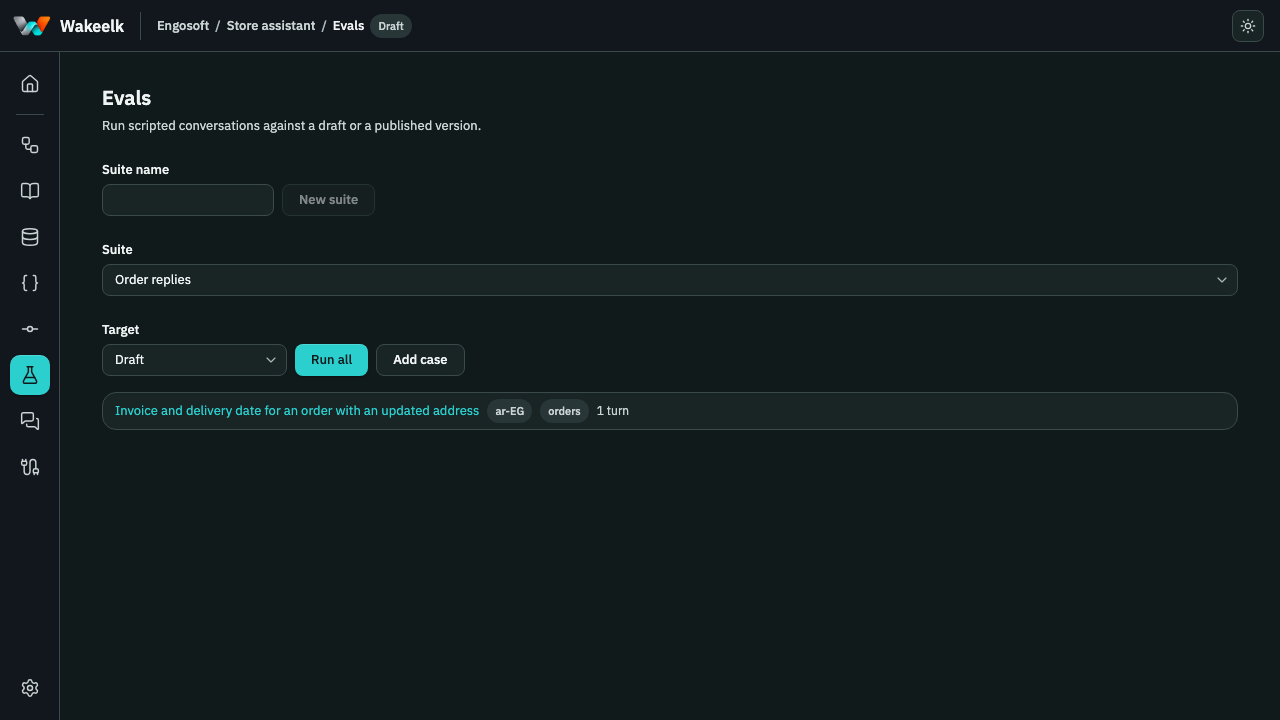 Wakeelk
Engosoft / Store assistant / Evals Draft
Evals
Run scripted conversations against a draft or a published version.
Suite name
New suite
Suite
Order replies
Target
Draft
Run all
Add case
Invoice and delivery date for an order with an updated address ar-EG orders 1 turn